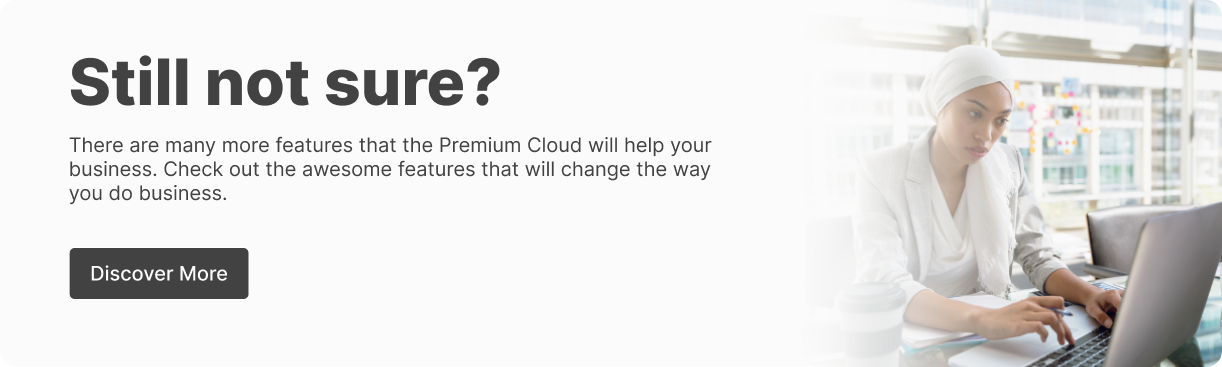 Still not sure?
There are many more features that the Premium Cloud will help your
business. Check out the awesome features that will change the way
you do business.
Discover More